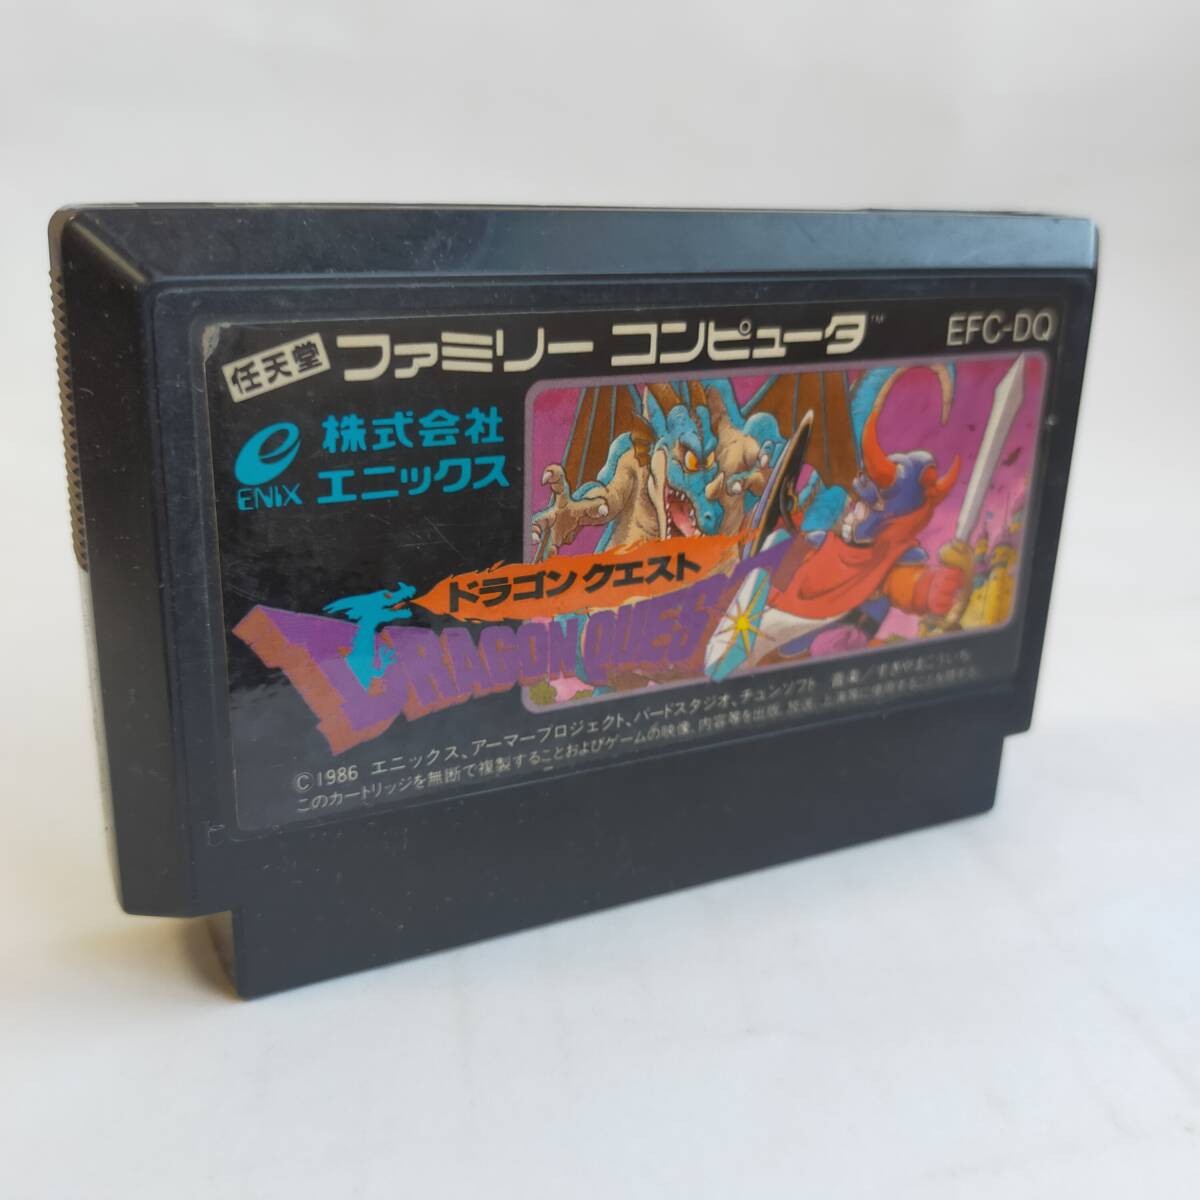 任天堂 ファミリー コンピュータ™ EFC-DQ
ENIX
株式会社
エニックス
ドラゴンクエスト
DRAGON QUEST
©1986 エニックス、アーマープロジェクト、バードスタジオ、チュンソフト 音楽/すぎやまこういち
このカートリッジを無断で複製することおよびゲームの映像、内容等を出版、放送、上演等に使用することを禁ずる。